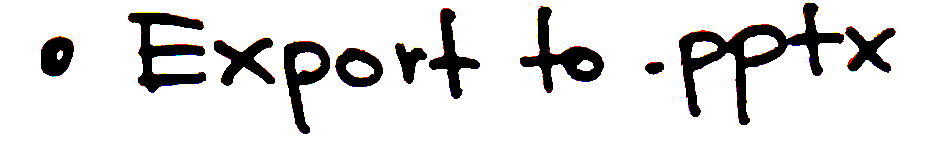 • Export to .pptx